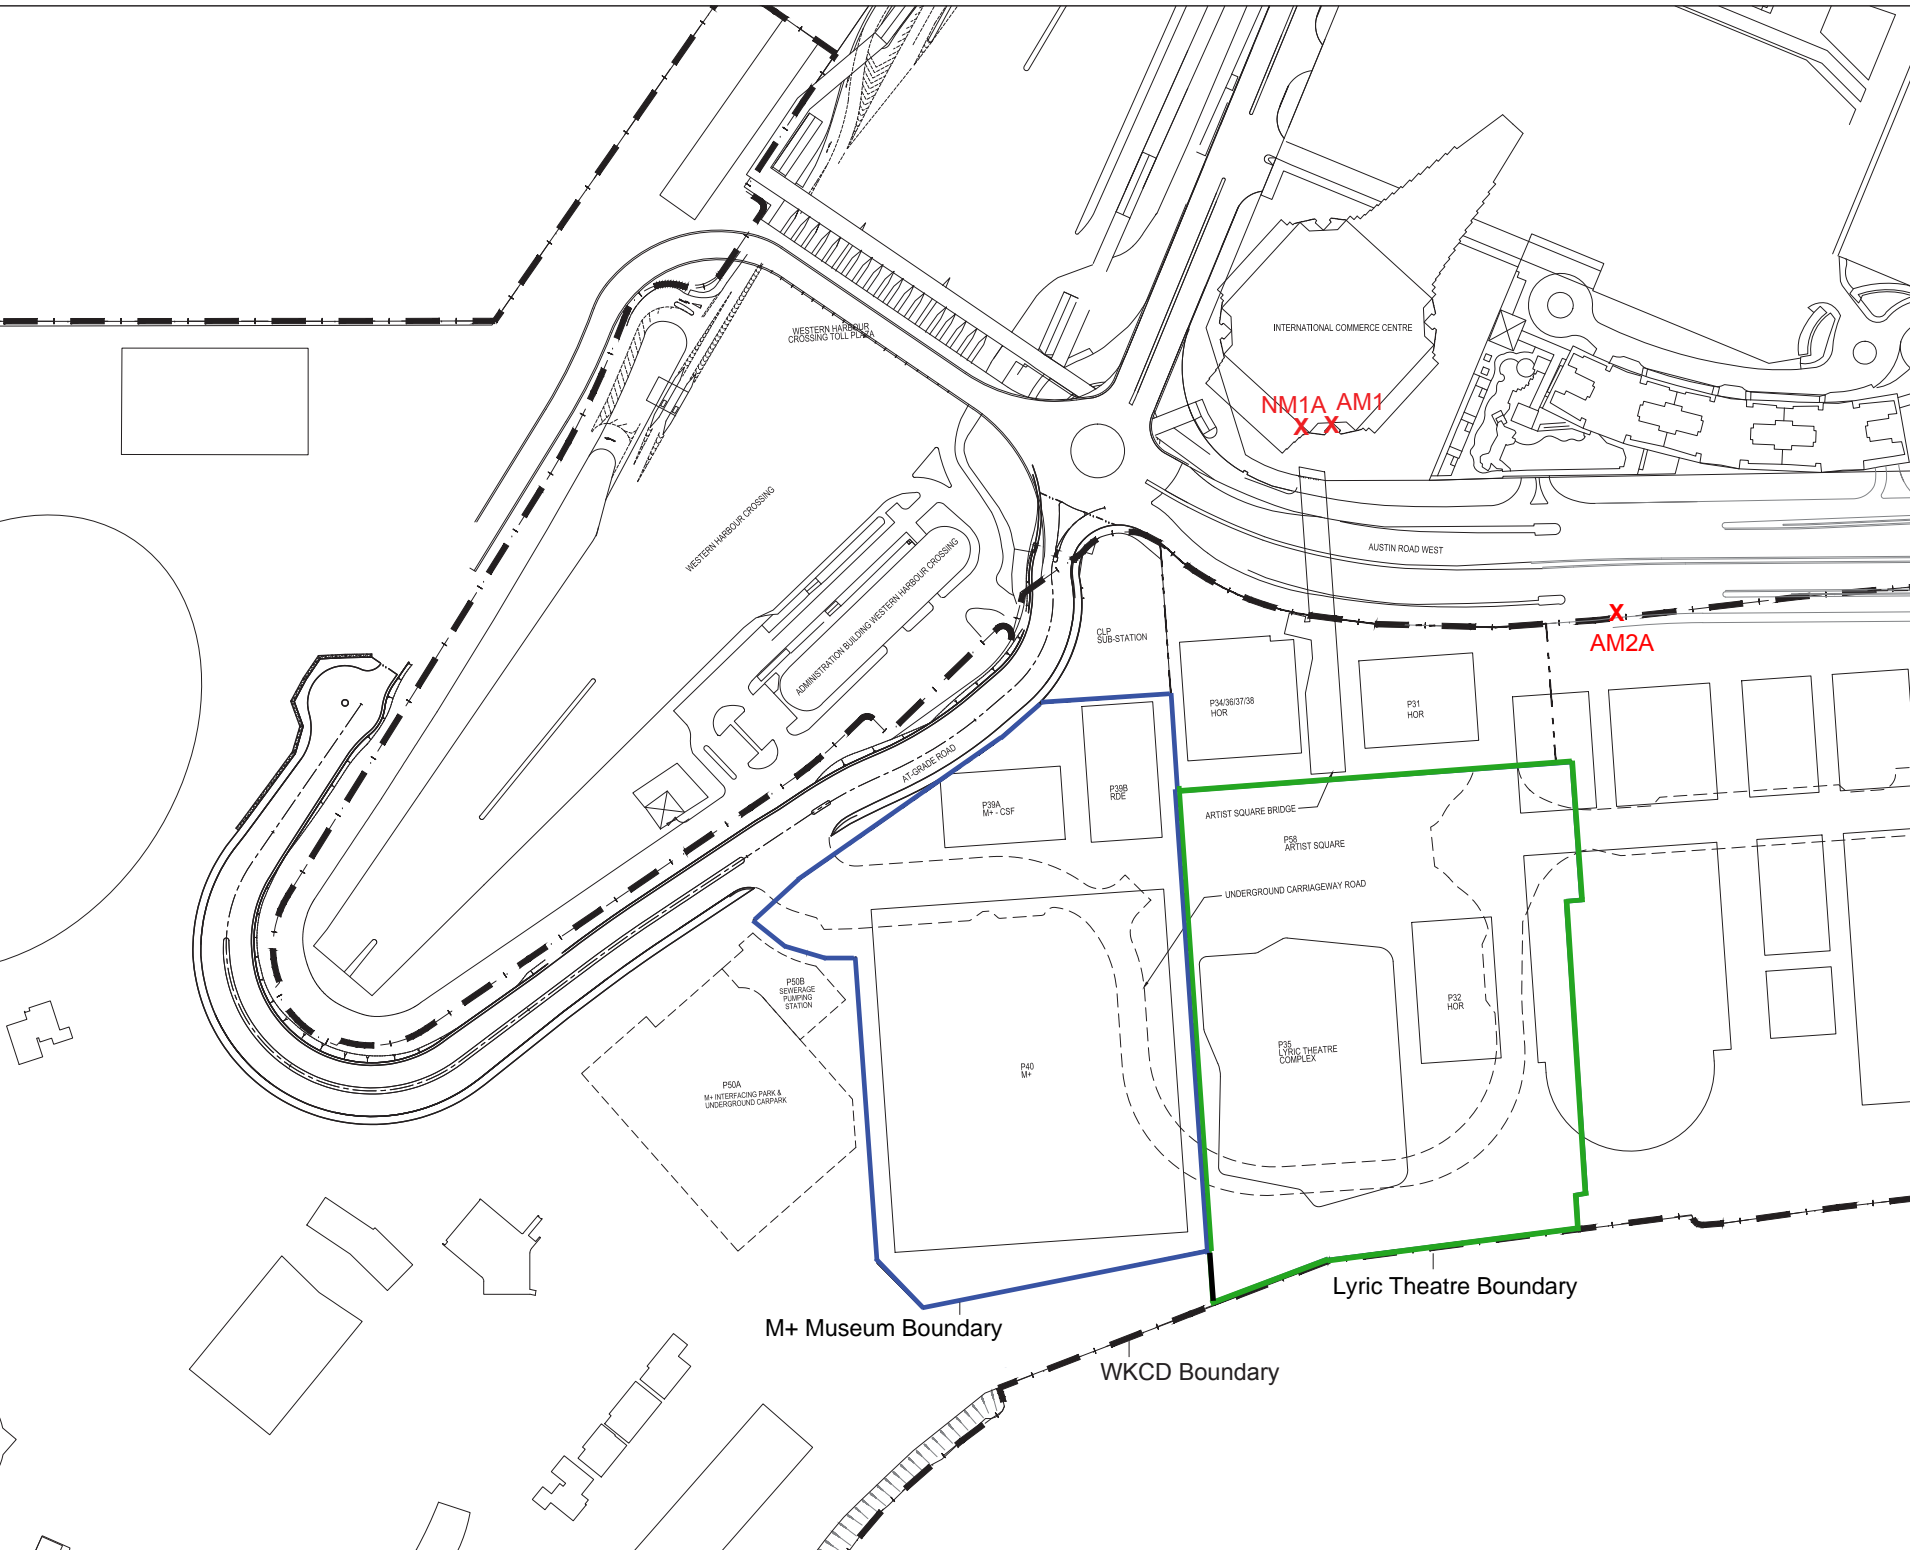 WESTERN HARBOUR
CROSSING TOLL PLAZA
INTERNATIONAL COMMERCE CENTRE
NM1A
AM1
X
X
WESTERN HARBOUR CROSSING
ADMINISTRATION BUILDING WESTERN HARBOUR CROSSING
AUSTIN ROAD WEST
X
AM2A
CLP
SUB-STATION
P34/36/37/38
HOR
P31
HOR
AT-GRADE ROAD
P39A
M+ - CSF
P39B
RDE
ARTIST SQUARE BRIDGE
P58
ARTIST SQUARE
UNDERGROUND CARRIAGEWAY ROAD
P50B
SEWERAGE
PUMPING
STATION
P32
HOR
P35
LYRIC THEATRE
COMPLEX
P40
M+
P50A
M+ INTERFACING PARK &
UNDERGROUND CARPARK
Lyric Theatre Boundary
M+ Museum Boundary
WKCD Boundary